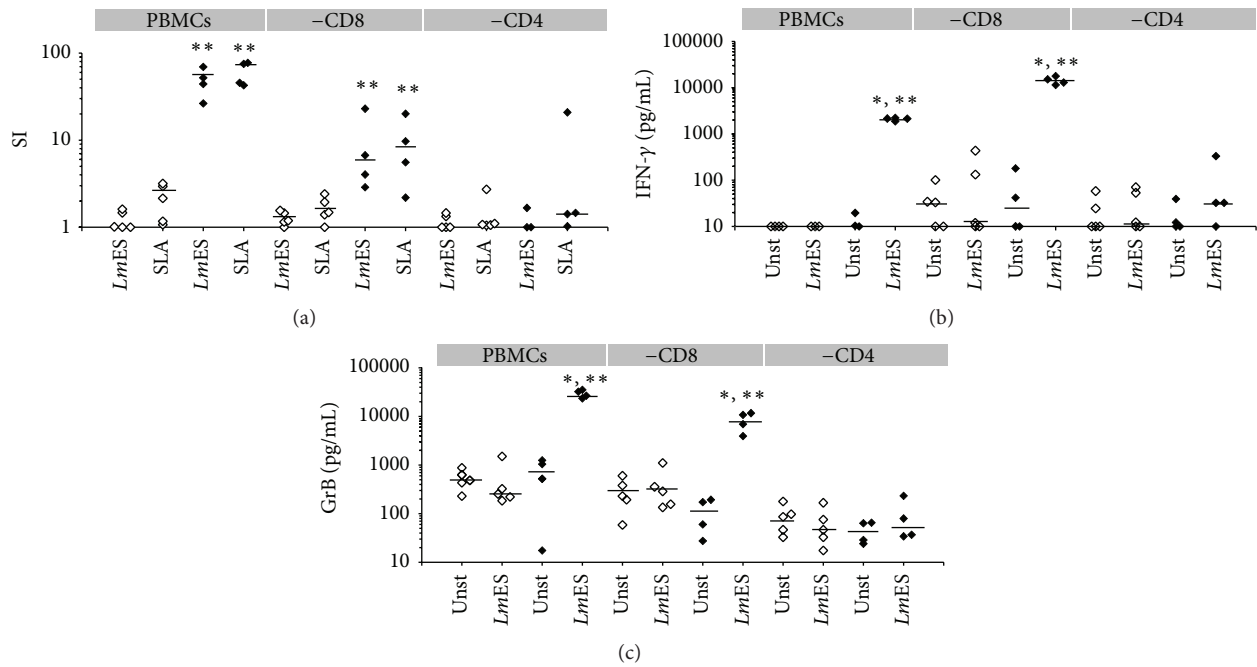 PBMCs −CD8 −CD4
100
** **
** **
10
1
SI
LmES SLA LmES SLA LmES SLA LmES SLA LmES SLA LmES SLA
(a)
PBMCs −CD8 −CD4
100000
10000
1000
100
10
*, **
*, **
IFN-γ (pg/mL)
Unst LmES Unst LmES Unst LmES Unst LmES Unst LmES Unst LmES
(b)
PBMCs −CD8 −CD4
100000
10000
1000
100
10
*, **
*, **
GrB (pg/mL)
Unst LmES Unst LmES Unst LmES Unst LmES Unst LmES Unst LmES
(c)